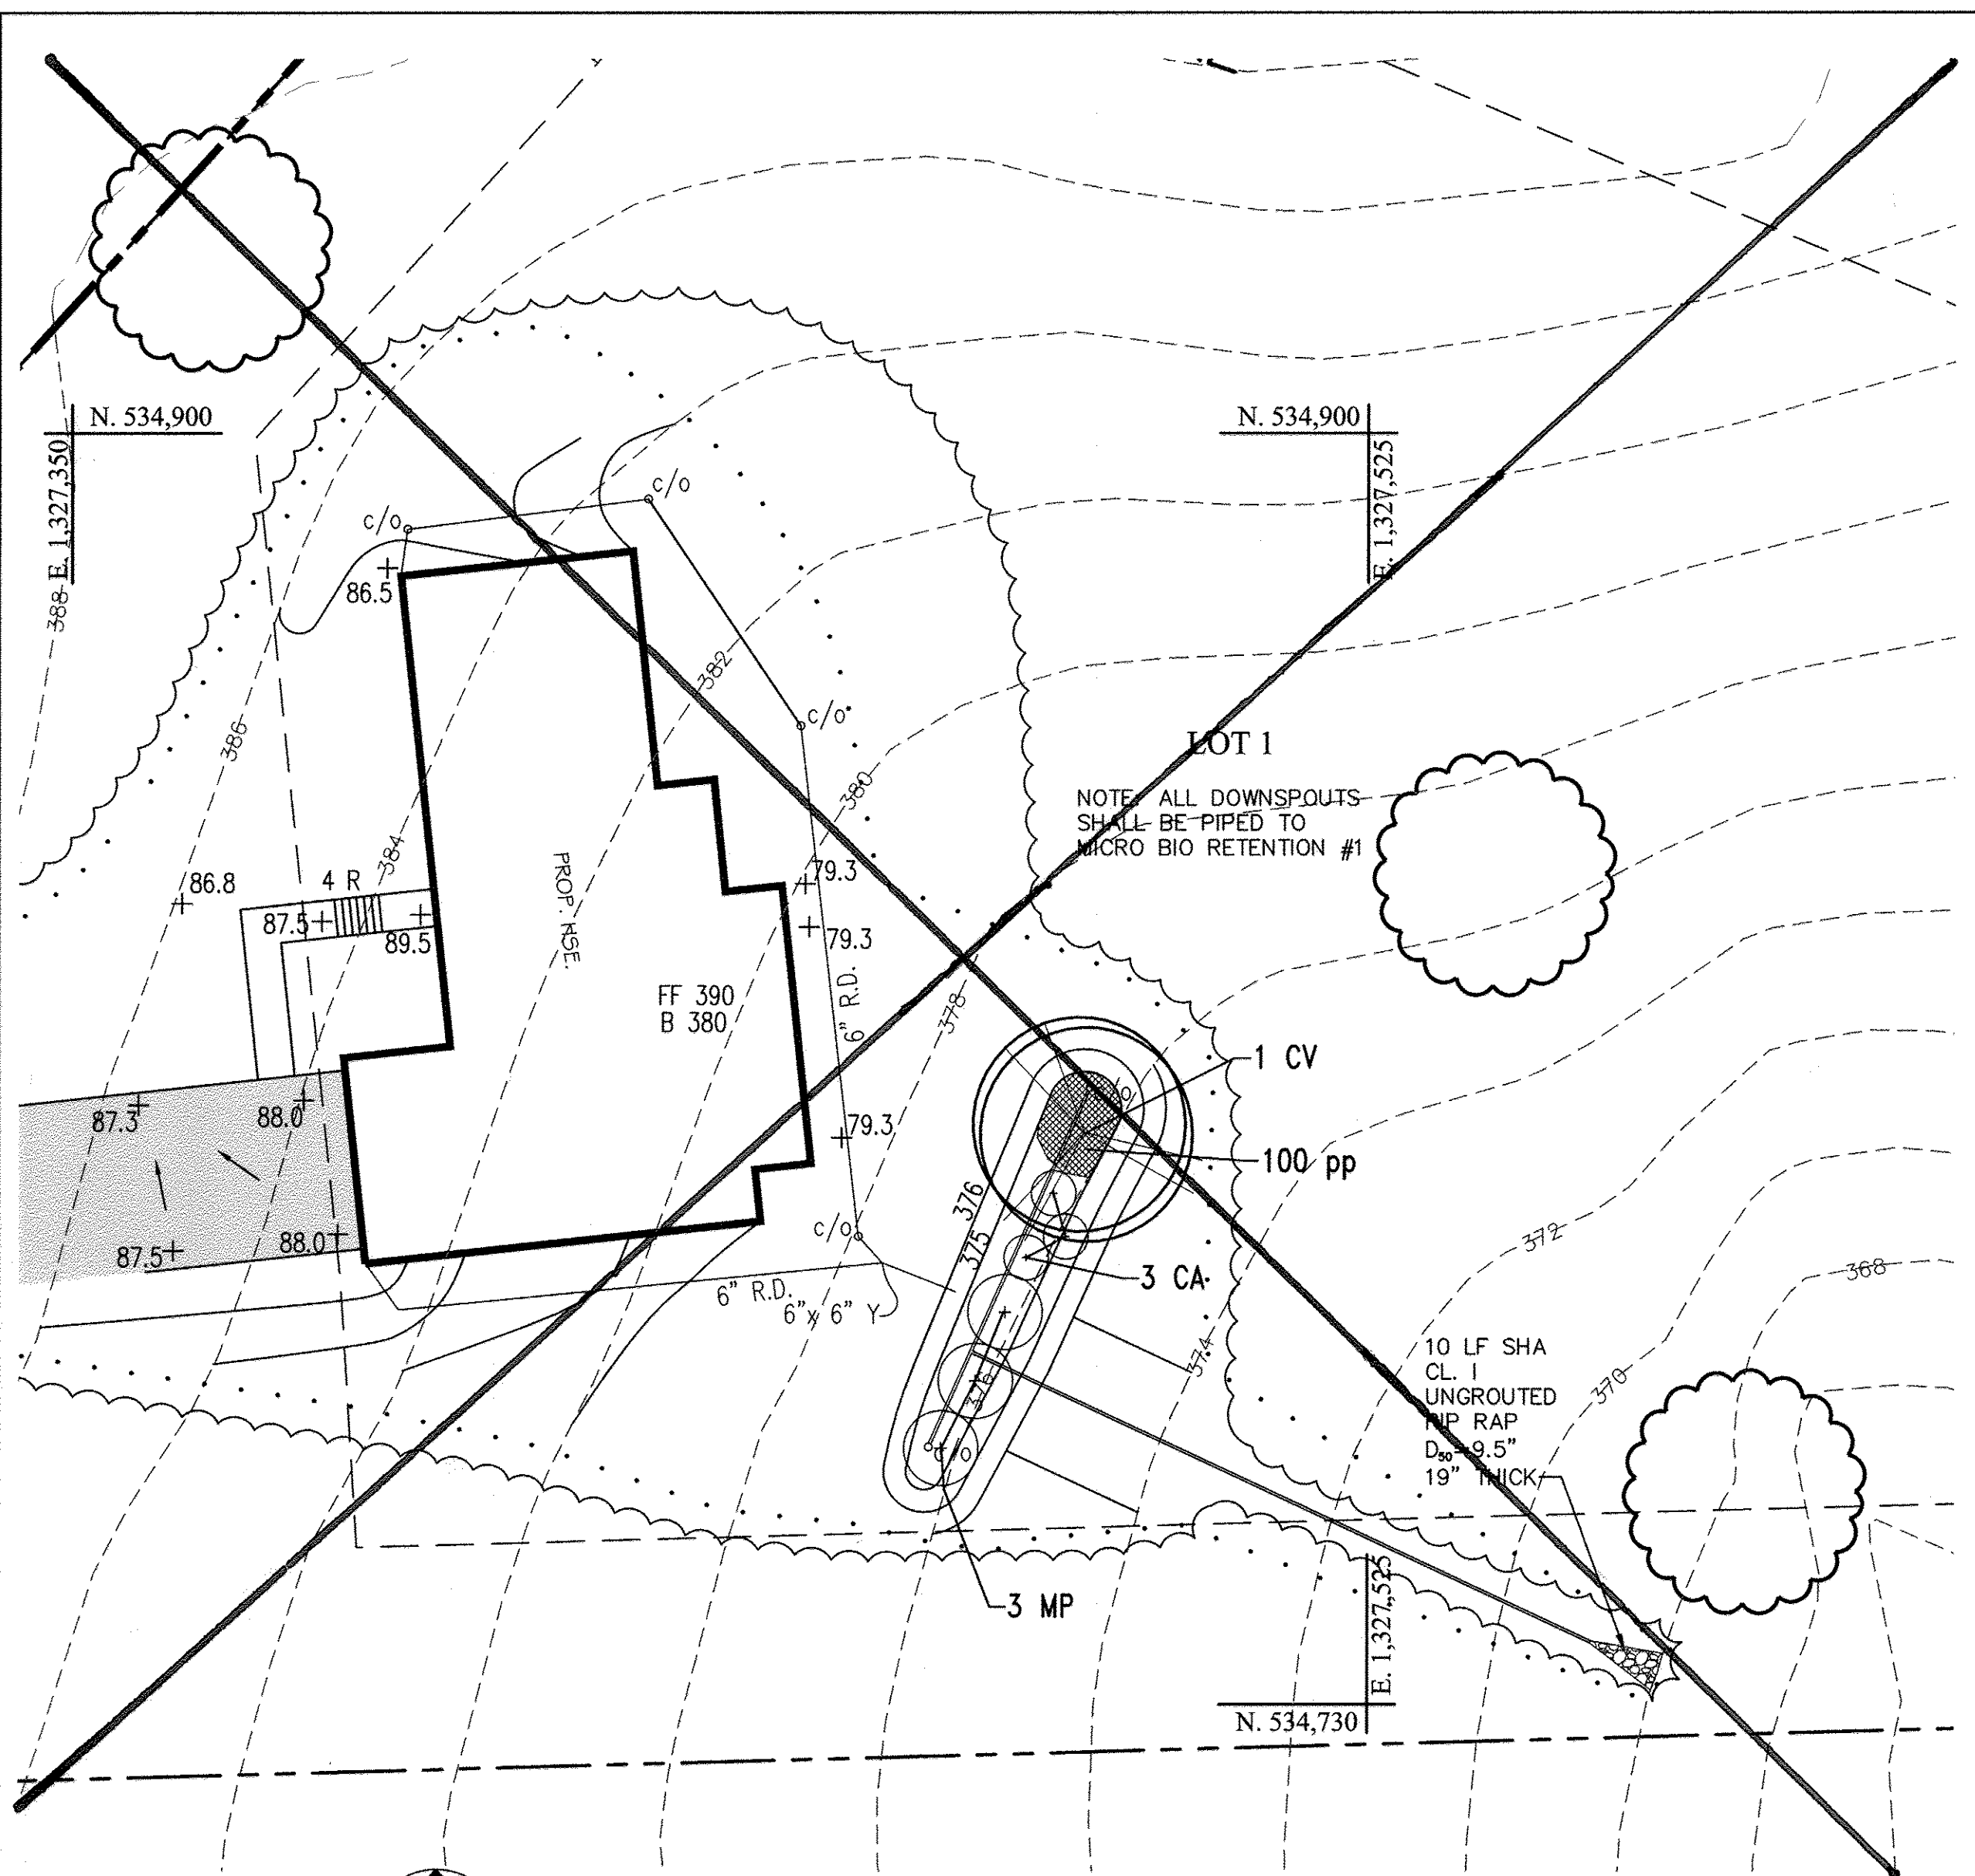 N. 534,900
E. 1,327,350
N. 534,900
E. 1,327,525
c/o
c/o
86.5
388
382
386
c/o
380
LOT 1
NOTE: ALL DOWNSPOUTS
SHALL BE PIPED TO
MICRO BIO RETENTION #1
384
PROP. HSE.
86.8
4 R
87.5
89.5
79.3
79.3
6" R.D.
FF 390
B 380
378
1 CV
c/o
87.3
88.0
79.3
100 pp
376
375
87.5
88.0
c/o
372
368
6" R.D.
6"x 6" Y
3 CA
374
376
370
10 LF SHA
CL. I
UNGROUTED
RIP RAP
D50=9.5"
19" THICK
c/o
3 MP
E. 1,327,525
N. 534,730